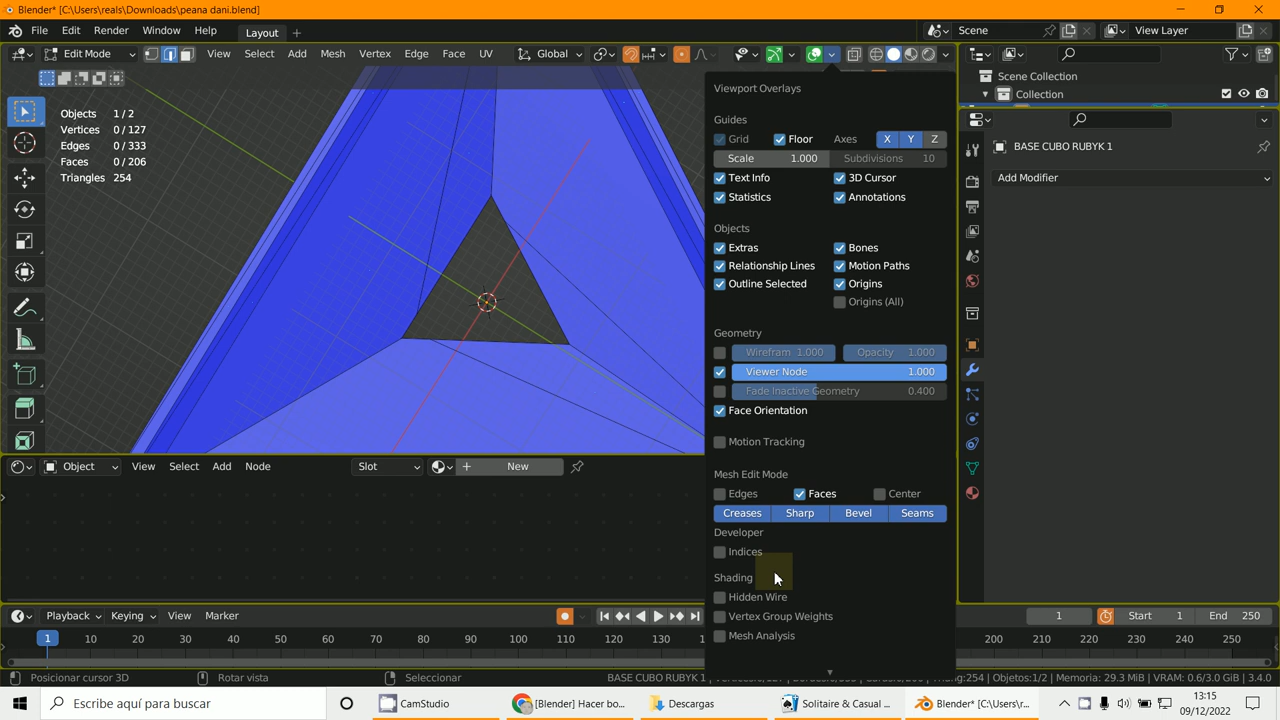 Blender* [C:\Users\reals\Downloads\peana dani.blend]
File Edit Render Window Help Layout + Scene View Layer
Edit Mode View Select Add Mesh Vertex Edge Face UV Global
Objects 1 / 2
Vertices 0 / 127
Edges 0 / 333
Faces 0 / 206
Triangles 254
Viewport Overlays
Guides
Grid Floor Axes X Y Z
Scale 1.000 Subdivisions 10
Text Info 3D Cursor
Statistics Annotations
Objects
Extras Bones
Relationship Lines Motion Paths
Outline Selected Origins
Origins (All)
Geometry
Wirefram 1.000 Opacity 1.000
Viewer Node 1.000
Fade Inactive Geometry 0.400
Face Orientation
Motion Tracking
Mesh Edit Mode
Edges Faces Center
Creases Sharp Bevel Seams
Developer
Indices
Shading
Hidden Wire
Vertex Group Weights
Mesh Analysis
Scene Collection
Collection
BASE CUBO RUBYK 1
Add Modifier
Object View Select Add Node Slot + New
Playback Keying View Marker 1 Start 1 End 250
1 10 20 30 40 50 60 70 80 90 100 110 120 130 200 210 220 230 240 250
Posicionar cursor 3D Rotar vista Seleccionar
BASE CUBO RUBYK 1
:254 | Objetos:1/2 | Memoria: 29.3 MiB | VRAM: 0.6/3.0 GiB | 3.4.0
Escribe aquí para buscar CamStudio [Blender] Hacer bo... Descargas Solitaire & Casual ... Blender* [C:\Users\r...
13:15
09/12/2022